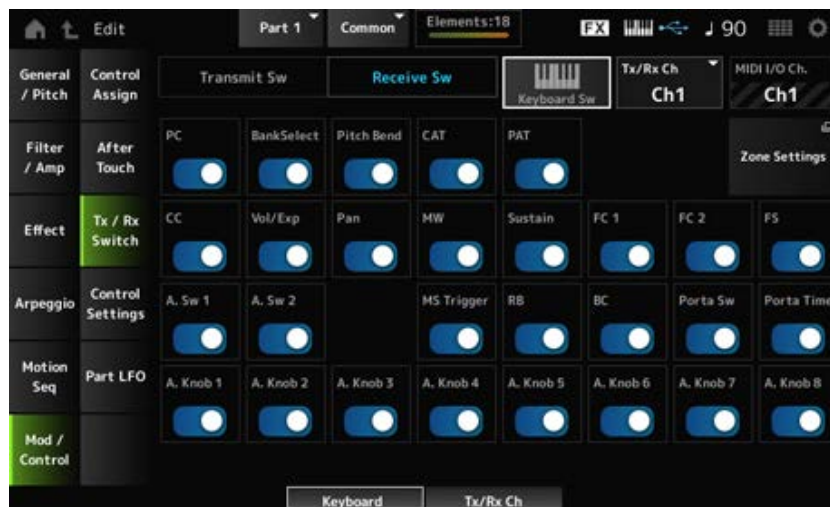 Edit
Part 1
Common
Elements:18
FX
90
General / Pitch
Control Assign
Transmit Sw
Receive Sw
Keyboard Sw
Tx/Rx Ch
Ch1
MIDI I/O Ch.
Ch1
Filter / Amp
After Touch
PC
BankSelect
Pitch Bend
CAT
PAT
Zone Settings
Effect
Tx / Rx Switch
CC
Vol/Exp
Pan
MW
Sustain
FC 1
FC 2
FS
Arpeggio
Control Settings
A. Sw 1
A. Sw 2
MS Trigger
RB
BC
Porta Sw
Porta Time
Motion Seq
Part LFO
A. Knob 1
A. Knob 2
A. Knob 3
A. Knob 4
A. Knob 5
A. Knob 6
A. Knob 7
A. Knob 8
Mod / Control
Keyboard
Tx/Rx Ch